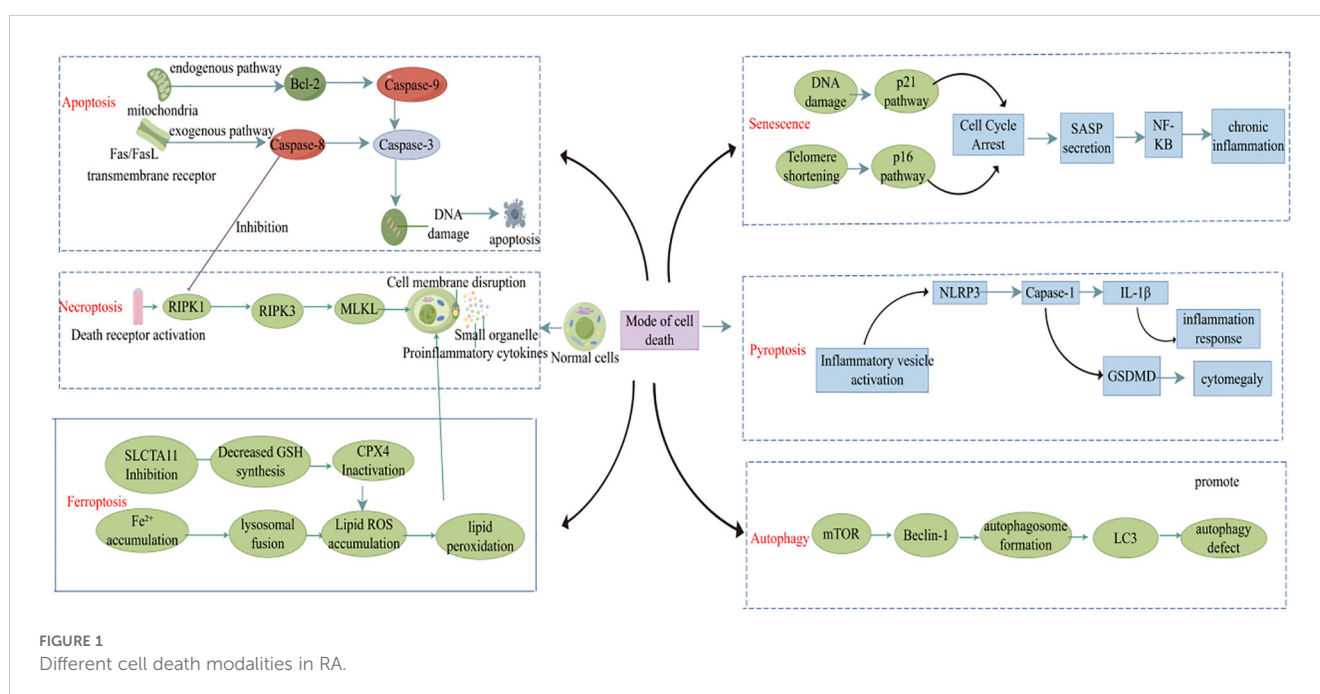 endogenous pathway
Bcl-2
Caspase-9
mitochondria
Apoptosis
exogenous pathway
Caspase-8
Caspase-3
Fas/FasL
transmembrane receptor
DNA
damage
apoptosis
Inhibition
Cell membrane disruption
Necroptosis
RIPK1
RIPK3
MLKL
Death receptor activation
Small organelle
Proinflammatory cytokines
Normal cells
Mode of cell
death
SLCTA11
Inhibition
Decreased GSH
synthesis
CPX4
Inactivation
Ferroptosis
Fe²⁺
accumulation
lysosomal
fusion
Lipid ROS
accumulation
lipid
peroxidation
DNA
damage
p21
pathway
Senescence
Cell Cycle
Arrest
SASP
secretion
NF-
KB
chronic
inflammation
Telomere
shortening
p16
pathway
NLRP3
Capase-1
IL-1β
inflammation
response
Pyroptosis
Inflammatory vesicle
activation
GSDMD
cytomegaly
promote
Autophagy
mTOR
Beclin-1
autophagosome
formation
LC3
autophagy
defect
FIGURE 1
Different cell death modalities in RA.